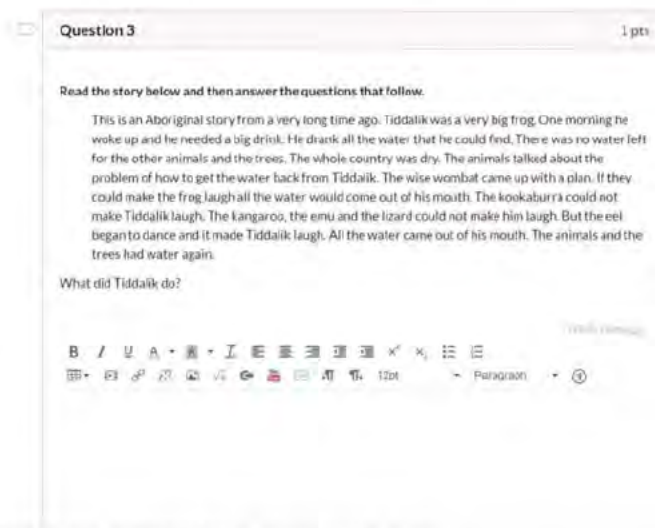 Question 3
1 pts
Read the story below and then answer the questions that follow.
This is an Aboriginal story from a very long time ago. Tiddalik was a very big frog. One morning he
woke up and he needed a big drink. He drank all the water that he could find. There was no water left
for the other animals and the trees. The whole country was dry. The animals talked about the
problem of how to get the water back from Tiddalik. The wise wombat came up with a plan. If they
could make the frog laugh all the water would come out of his mouth. The kookaburra could not
make Tiddalik laugh. The kangaroo, the emu and the lizard could not make him laugh. But the eel
began to dance and it made Tiddalik laugh. All the water came out of his mouth. The animals and the
trees had water again.
What did Tiddalik do?
B I U A
12pt Paragraph